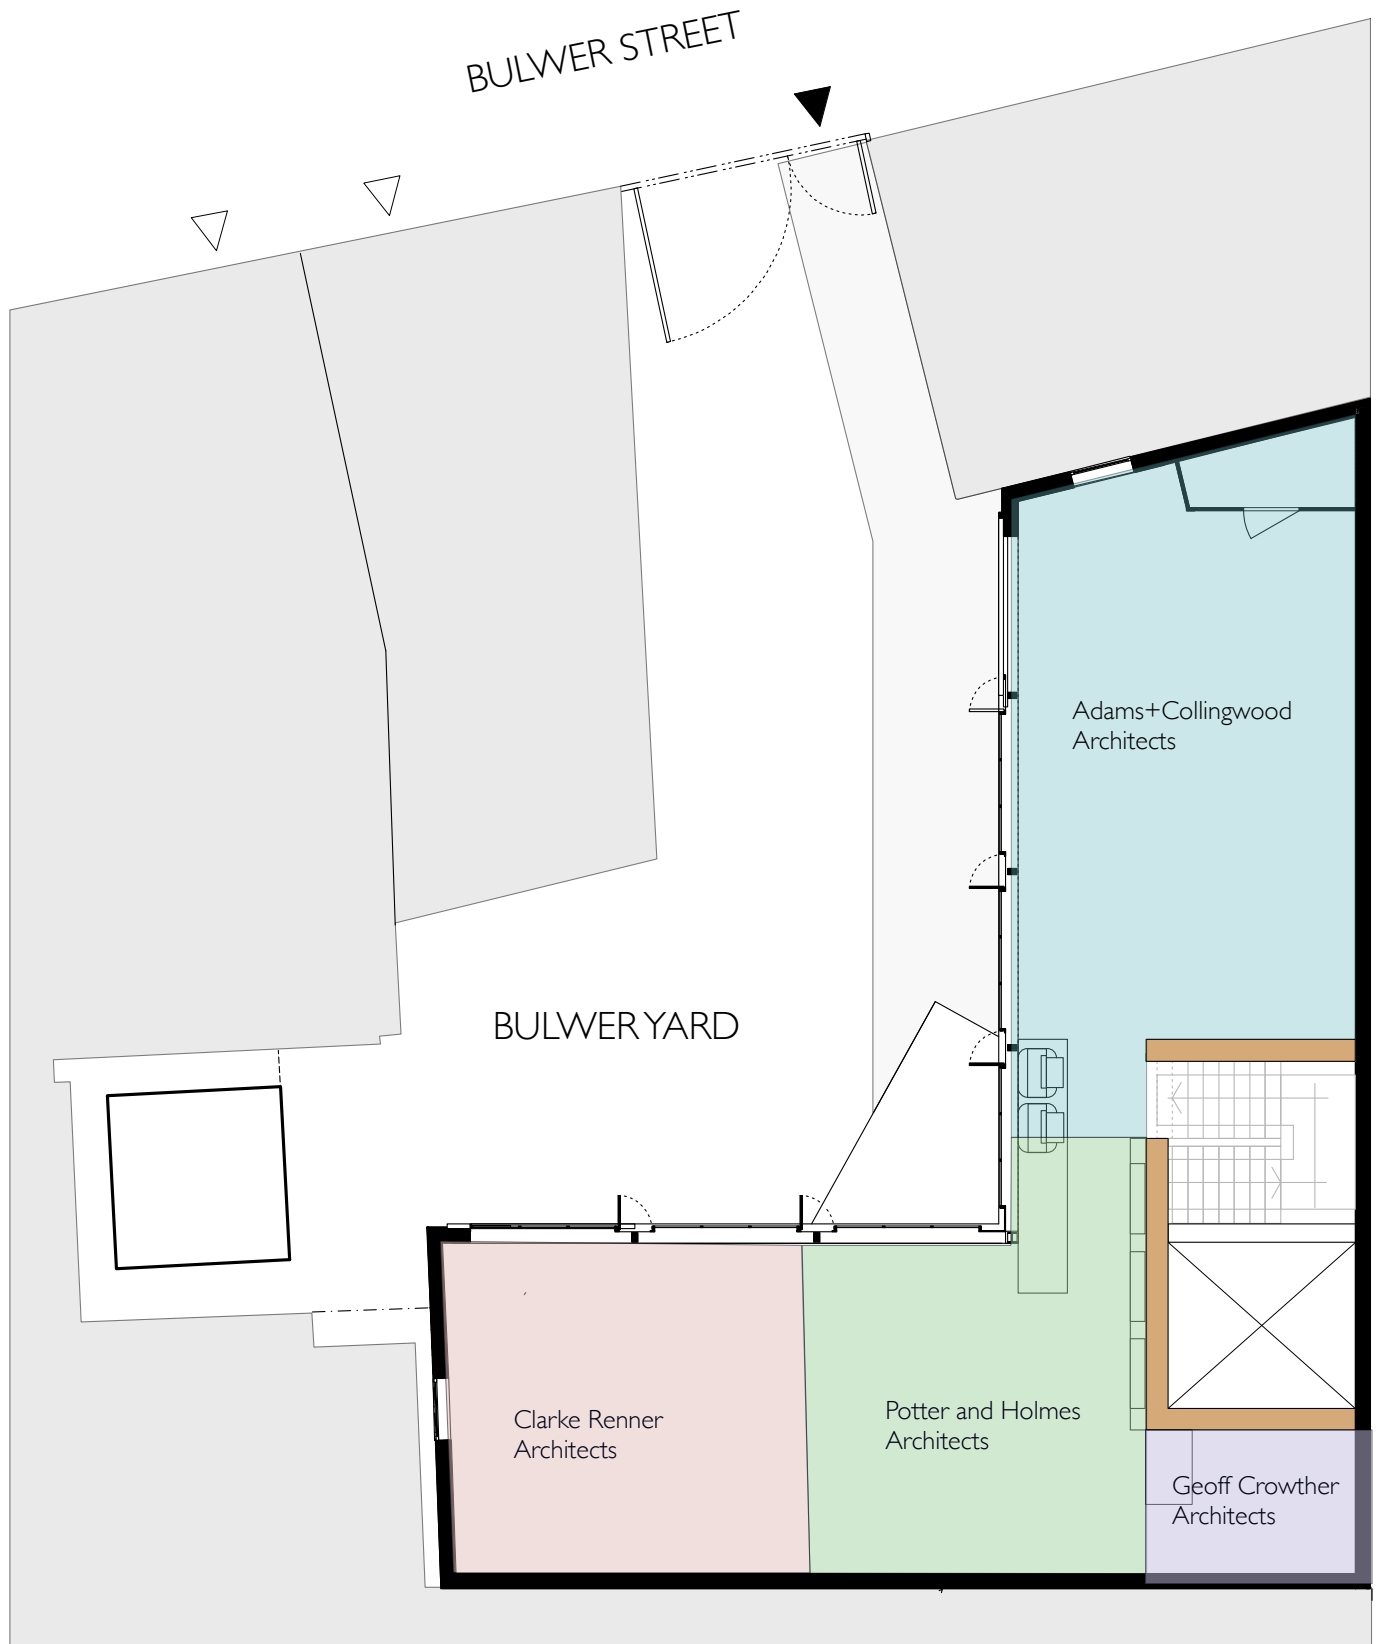 BULWER STREET
Adams+Collingwood
Architects
BULWER YARD
Clarke Renner
Architects
Potter and Holmes
Architects
Geoff Crowther
Architects